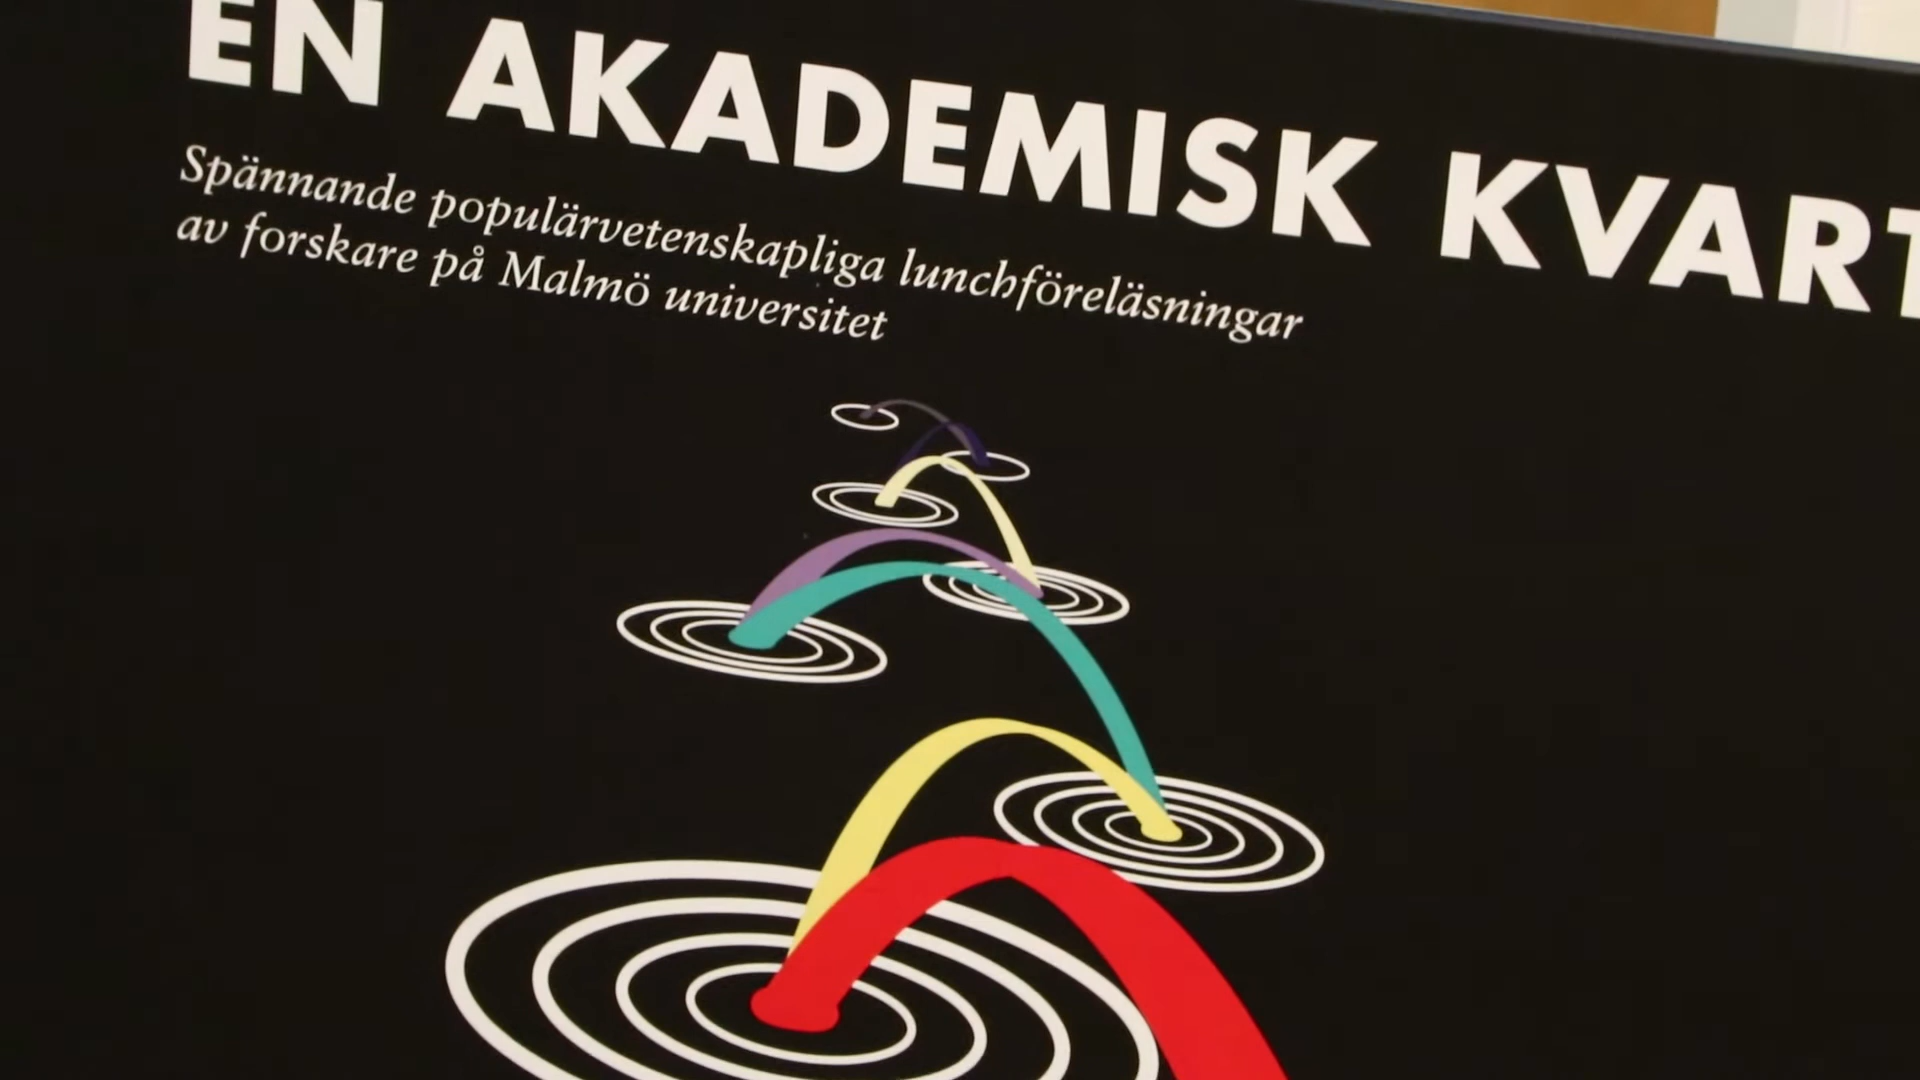 EN AKADEMISK KVART
Spännande populärvetenskapliga lunchföreläsningar
av forskare på Malmö universitet